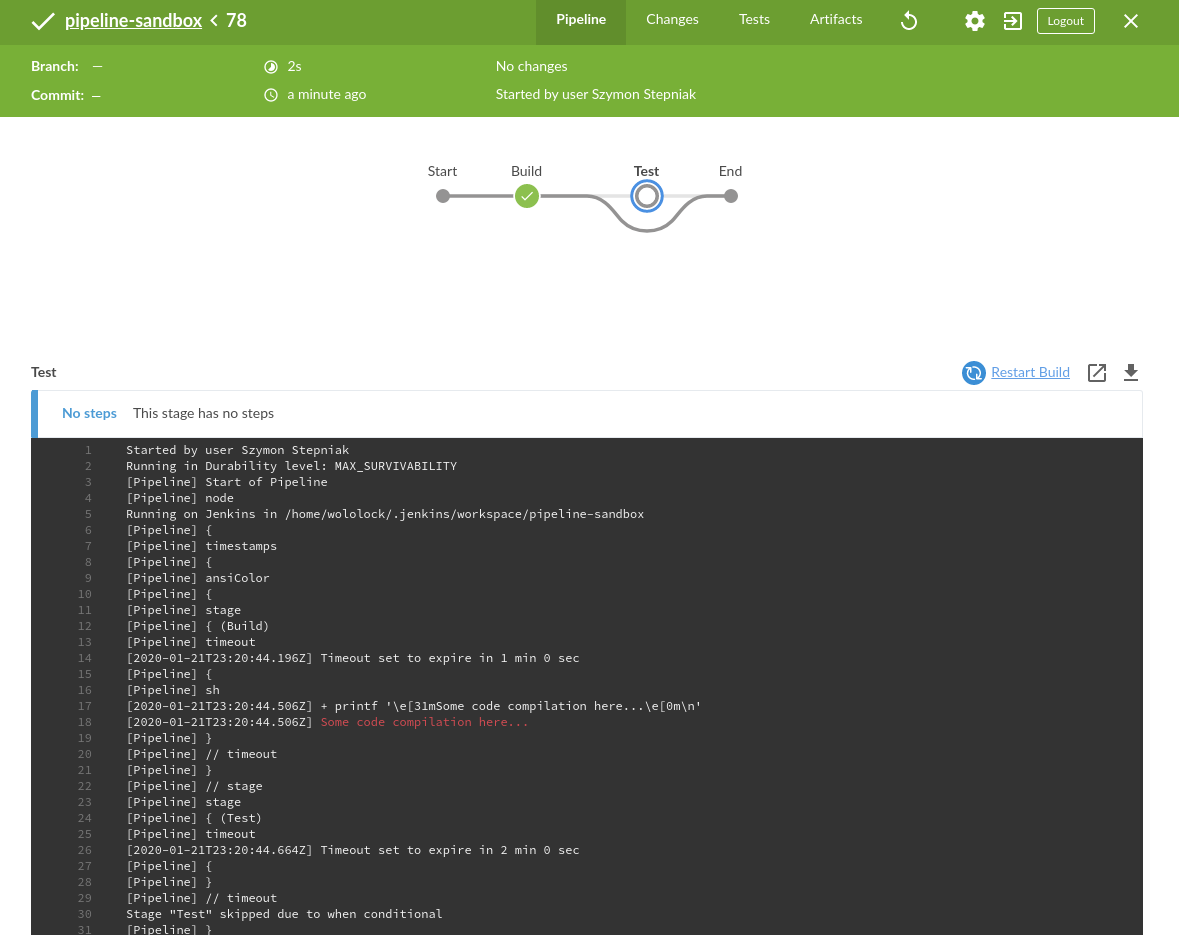 pipeline-sandbox < 78
Pipeline Changes Tests Artifacts Logout
Branch: — 2s No changes
Commit: — a minute ago Started by user Szymon Stepniak
Start Build Test End
Test Restart Build
No steps This stage has no steps
1 Started by user Szymon Stepniak
2 Running in Durability level: MAX_SURVIVABILITY
3 [Pipeline] Start of Pipeline
4 [Pipeline] node
5 Running on Jenkins in /home/wololock/.jenkins/workspace/pipeline-sandbox
6 [Pipeline] {
7 [Pipeline] timestamps
8 [Pipeline] {
9 [Pipeline] ansiColor
10 [Pipeline] {
11 [Pipeline] stage
12 [Pipeline] { (Build)
13 [Pipeline] timeout
14 [2020-01-21T23:20:44.196Z] Timeout set to expire in 1 min 0 sec
15 [Pipeline] {
16 [Pipeline] sh
17 [2020-01-21T23:20:44.506Z] + printf '\e[31mSome code compilation here...\e[0m\n'
18 [2020-01-21T23:20:44.506Z] Some code compilation here...
19 [Pipeline] }
20 [Pipeline] // timeout
21 [Pipeline] }
22 [Pipeline] // stage
23 [Pipeline] stage
24 [Pipeline] { (Test)
25 [Pipeline] timeout
26 [2020-01-21T23:20:44.664Z] Timeout set to expire in 2 min 0 sec
27 [Pipeline] {
28 [Pipeline] }
29 [Pipeline] // timeout
30 Stage "Test" skipped due to when conditional
31 [Pipeline] }